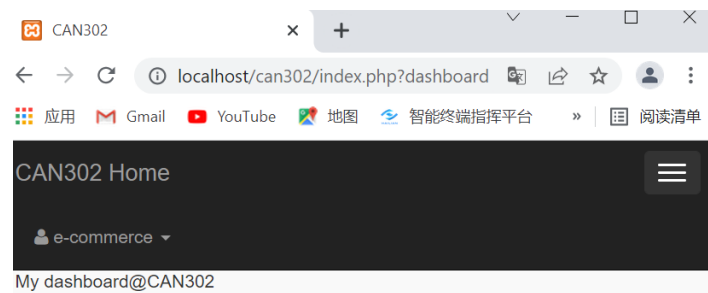 CAN302
localhost/can302/index.php?dashboard
应用 Gmail YouTube 地图 智能终端指挥平台 » 阅读清单
CAN302 Home
e-commerce
My dashboard@CAN302